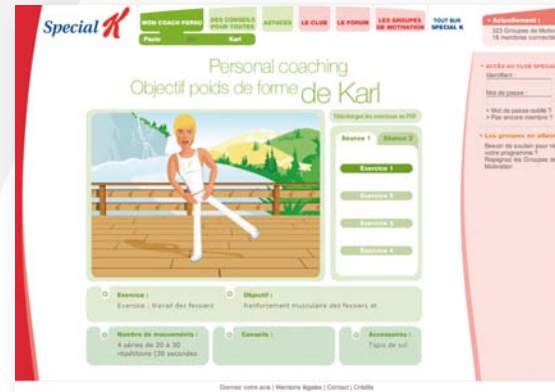 Special K
MON COACH PERSO
DES CONSEILS
POUR TOUTES
ASTUCES
LE CLUB
LE FORUM
LES GROUPES
DE MOTIVATION
TOUT SUR
SPECIAL K
Paolo
Karl
Personal coaching
Objectif poids de forme de Karl
Télécharger les exercices en PDF
Séance 1
Séance 2
Exercice 1
Exercice 2
Exercice 3
Exercice 4
Exercice :
Exercice : travail des fessiers
Objectif :
Renforcement musculaire des fessiers et
Nombre de mouvements :
4 séries de 20 à 30
répétitions (30 secondes
Conseils :
Accessoires :
Tapis de sol
• Actuellement :
323 Groupes de Motiv
connecté
• ACCÈS AU CLUB SPECIAL
Identifiant :
Mot de passe :
> Mot de passe oublié ?
> Pas encore membre ?
• Les groupes en
Besoin de soutien pour
votre programme ?
Rejoignez les Groupes de
Motivation
Donnez votre avis | Mentions légales | Contact | Crédits